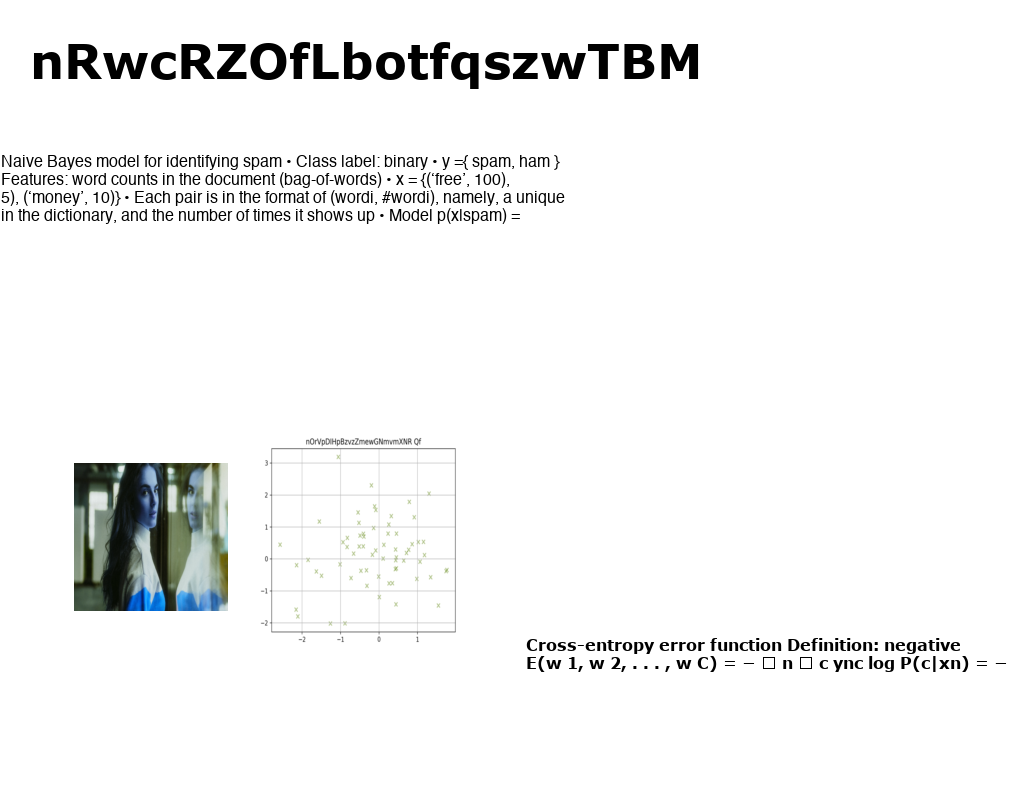 nRwcRZOfLbotfqszwTBM
Naive Bayes model for identifying spam • Class label: binary • y ={ spam, ham }
Features: word counts in the document (bag-of-words) • x = {(‘free’, 100),
5), (‘money’, 10)} • Each pair is in the format of (wordi, #wordi), namely, a unique
in the dictionary, and the number of times it shows up • Model p(x|spam) =
nOrVpDIHpBzvzZmewGNmvmXNR Qf
3
2
1
0
−1
−2
−2 −1 0 1
Cross-entropy error function Definition: negative
E(w 1, w 2, . . . , w C) = − □ n □ c ync log P(c|xn) = −